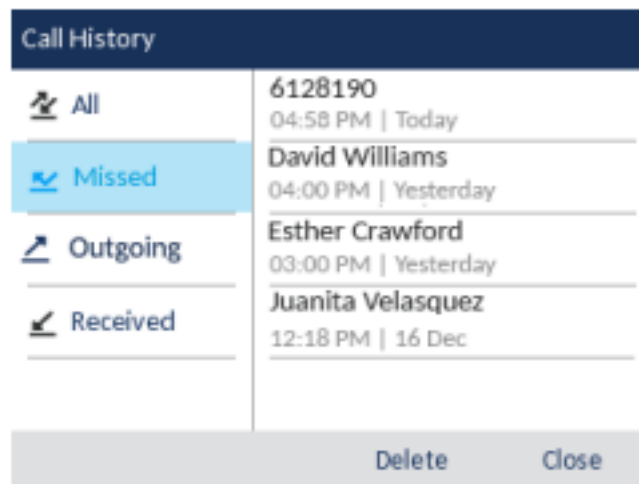 Call History
All
Missed
Outgoing
Received
6128190
04:58 PM | Today
David Williams
04:00 PM | Yesterday
Esther Crawford
03:00 PM | Yesterday
Juanita Velasquez
12:18 PM | 16 Dec
Delete Close